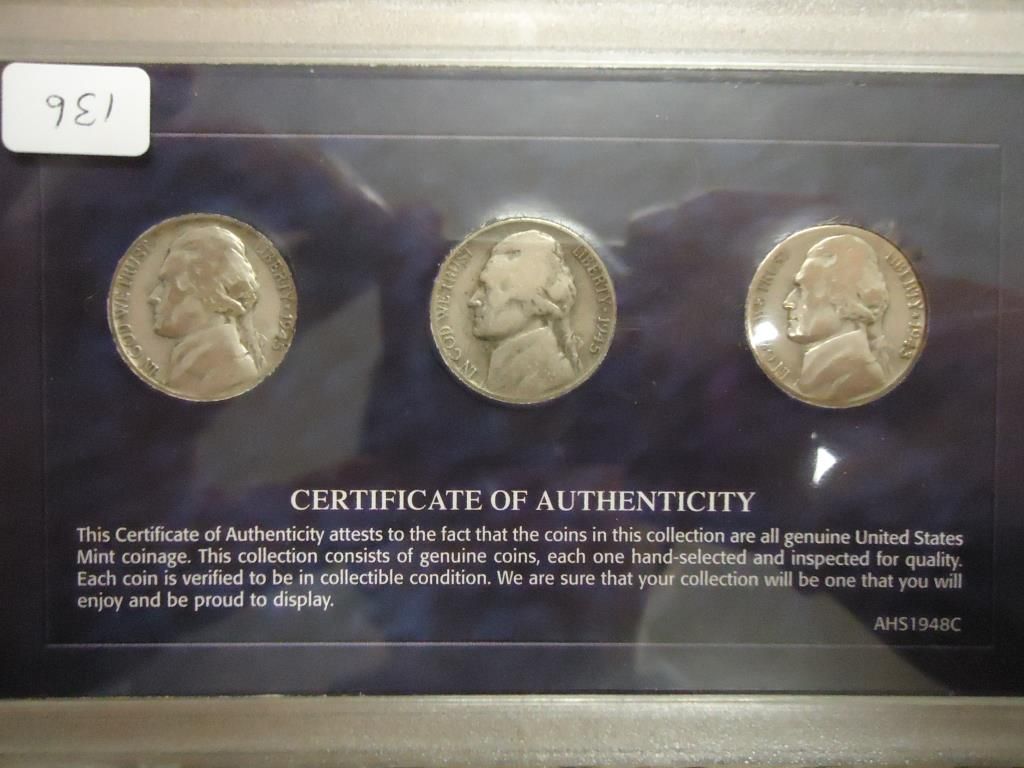 136
IN GOD WE TRUST LIBERTY · 1945
IN GOD WE TRUST LIBERTY · 1945
WE TRUST LIBERTY · 1943
CERTIFICATE OF AUTHENTICITY
This Certificate of Authenticity attests to the fact that the coins in this collection are all genuine United States
Mint coinage. This collection consists of genuine coins, each one hand-selected and inspected for quality.
Each coin is verified to be in collectible condition. We are sure that your collection will be one that you will
enjoy and be proud to display.
AHS1948C